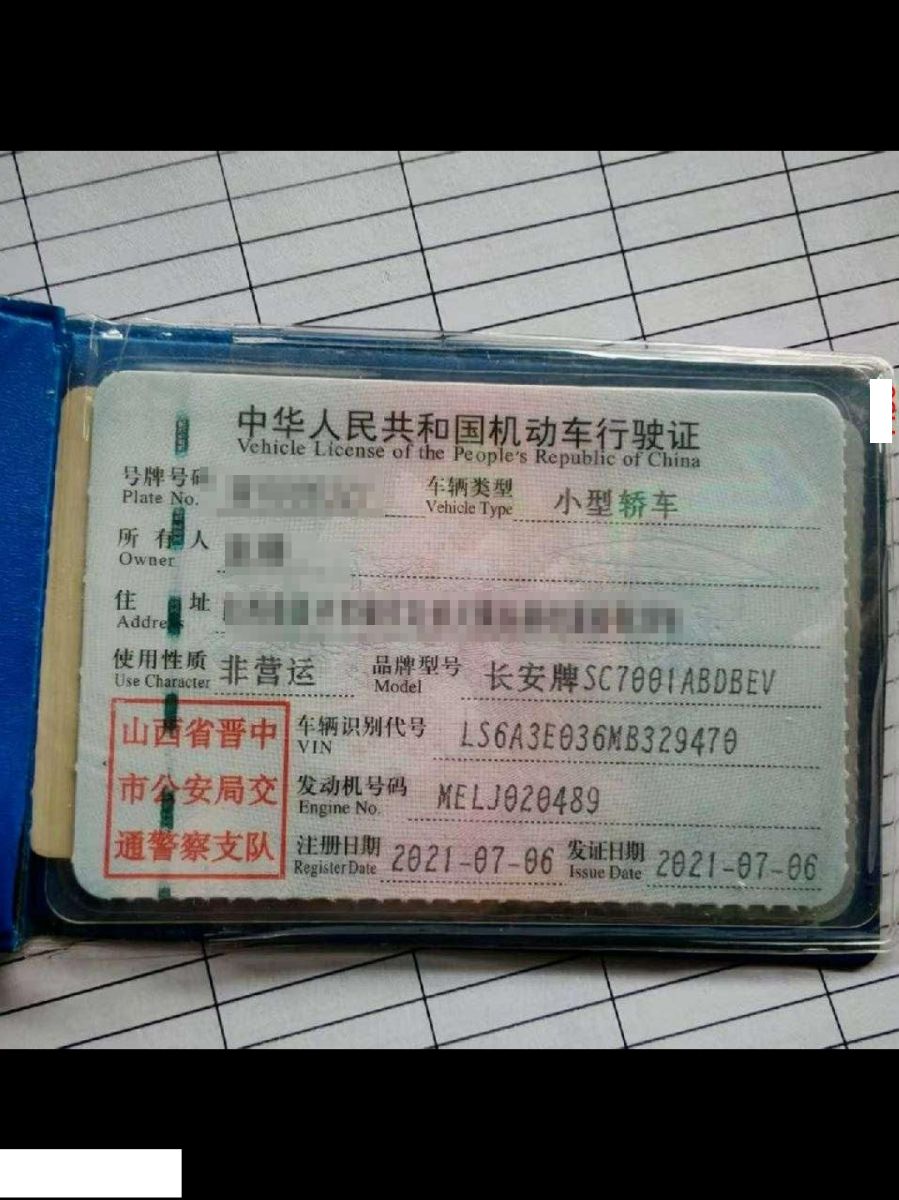 中华人民共和国机动车行驶证
Vehicle License of the People's Republic of China
号牌号码 车辆类型 小型轿车
Plate No. Vehicle Type
所有人
Owner
住址
Address
使用性质 非营运 品牌型号 长安牌SC7001ABDBEV
Use Character Model
山西省晋中
市公安局交
通警察支队
车辆识别代号 LS6A3E036MB329470
VIN
发动机号码 MELJ020489
Engine No.
注册日期 2021-07-06 发证日期 2021-07-06
Register Date Issue Date